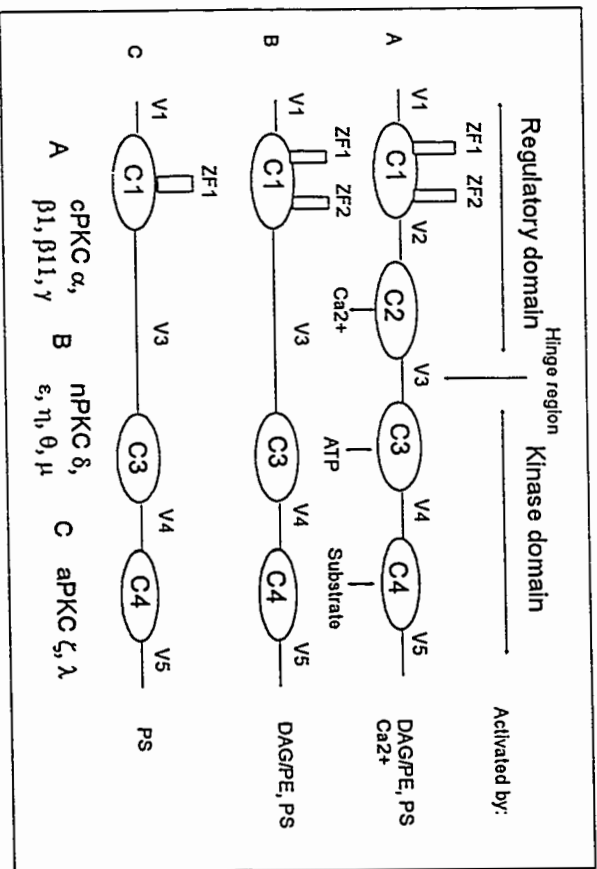 Regulatory domain
Hinge region
Kinase domain
Activated by:
ZF1 ZF2
A V1 C1 V2 C2 V3 C3 V4 C4 V5 DAG/PE, PS
Ca2+
Ca2+ ATP Substrate
ZF1 ZF2
B V1 C1 V3 C3 V4 C4 V5 DAG/PE, PS
ZF1
C V1 C1 V3 C3 V4 C4 V5 PS
A cPKC α, B nPKC δ, C aPKC ζ, λ
β1, β11, γ ε, η, θ, μ